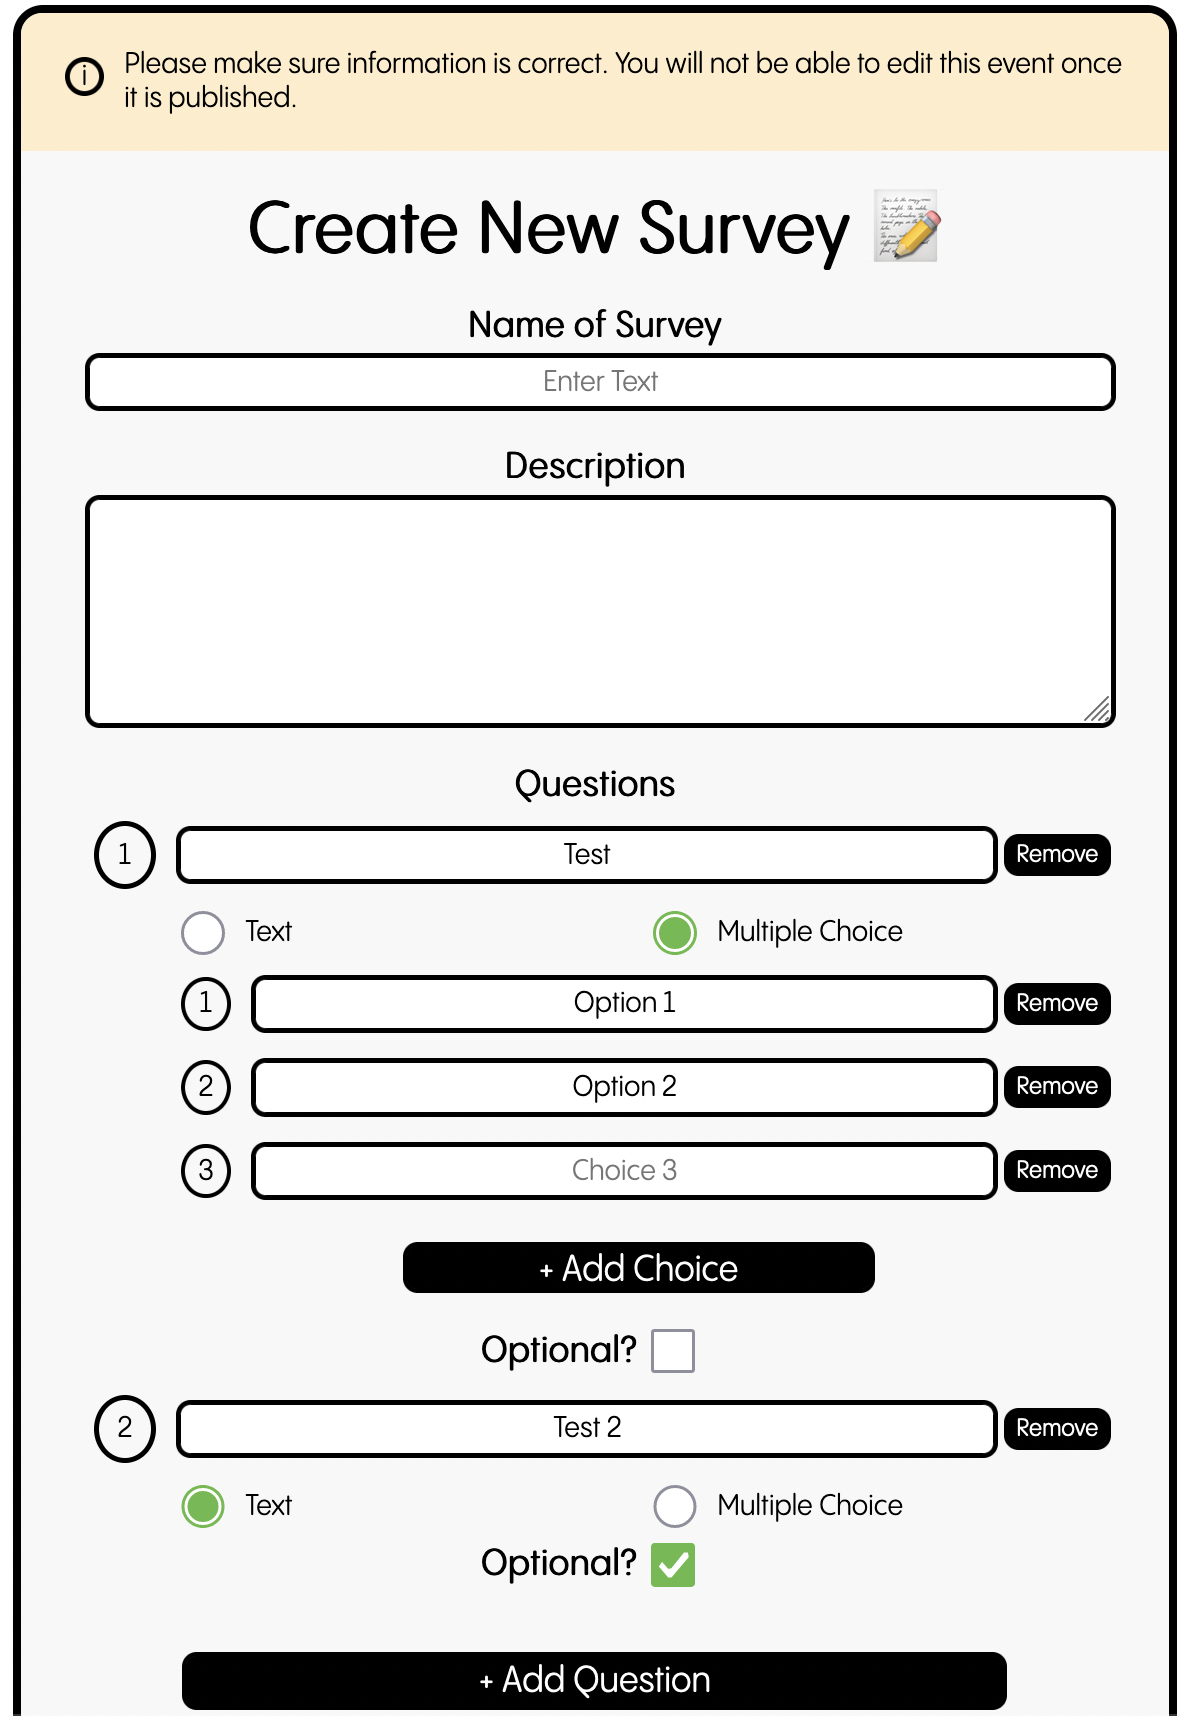 Please make sure information is correct. You will not be able to edit this event once
it is published.
Create New Survey
Name of Survey
Enter Text
Description
Questions
1 Test Remove
Text Multiple Choice
1 Option 1 Remove
2 Option 2 Remove
3 Choice 3 Remove
+ Add Choice
Optional?
2 Test 2 Remove
Text Multiple Choice
Optional?
+ Add Question